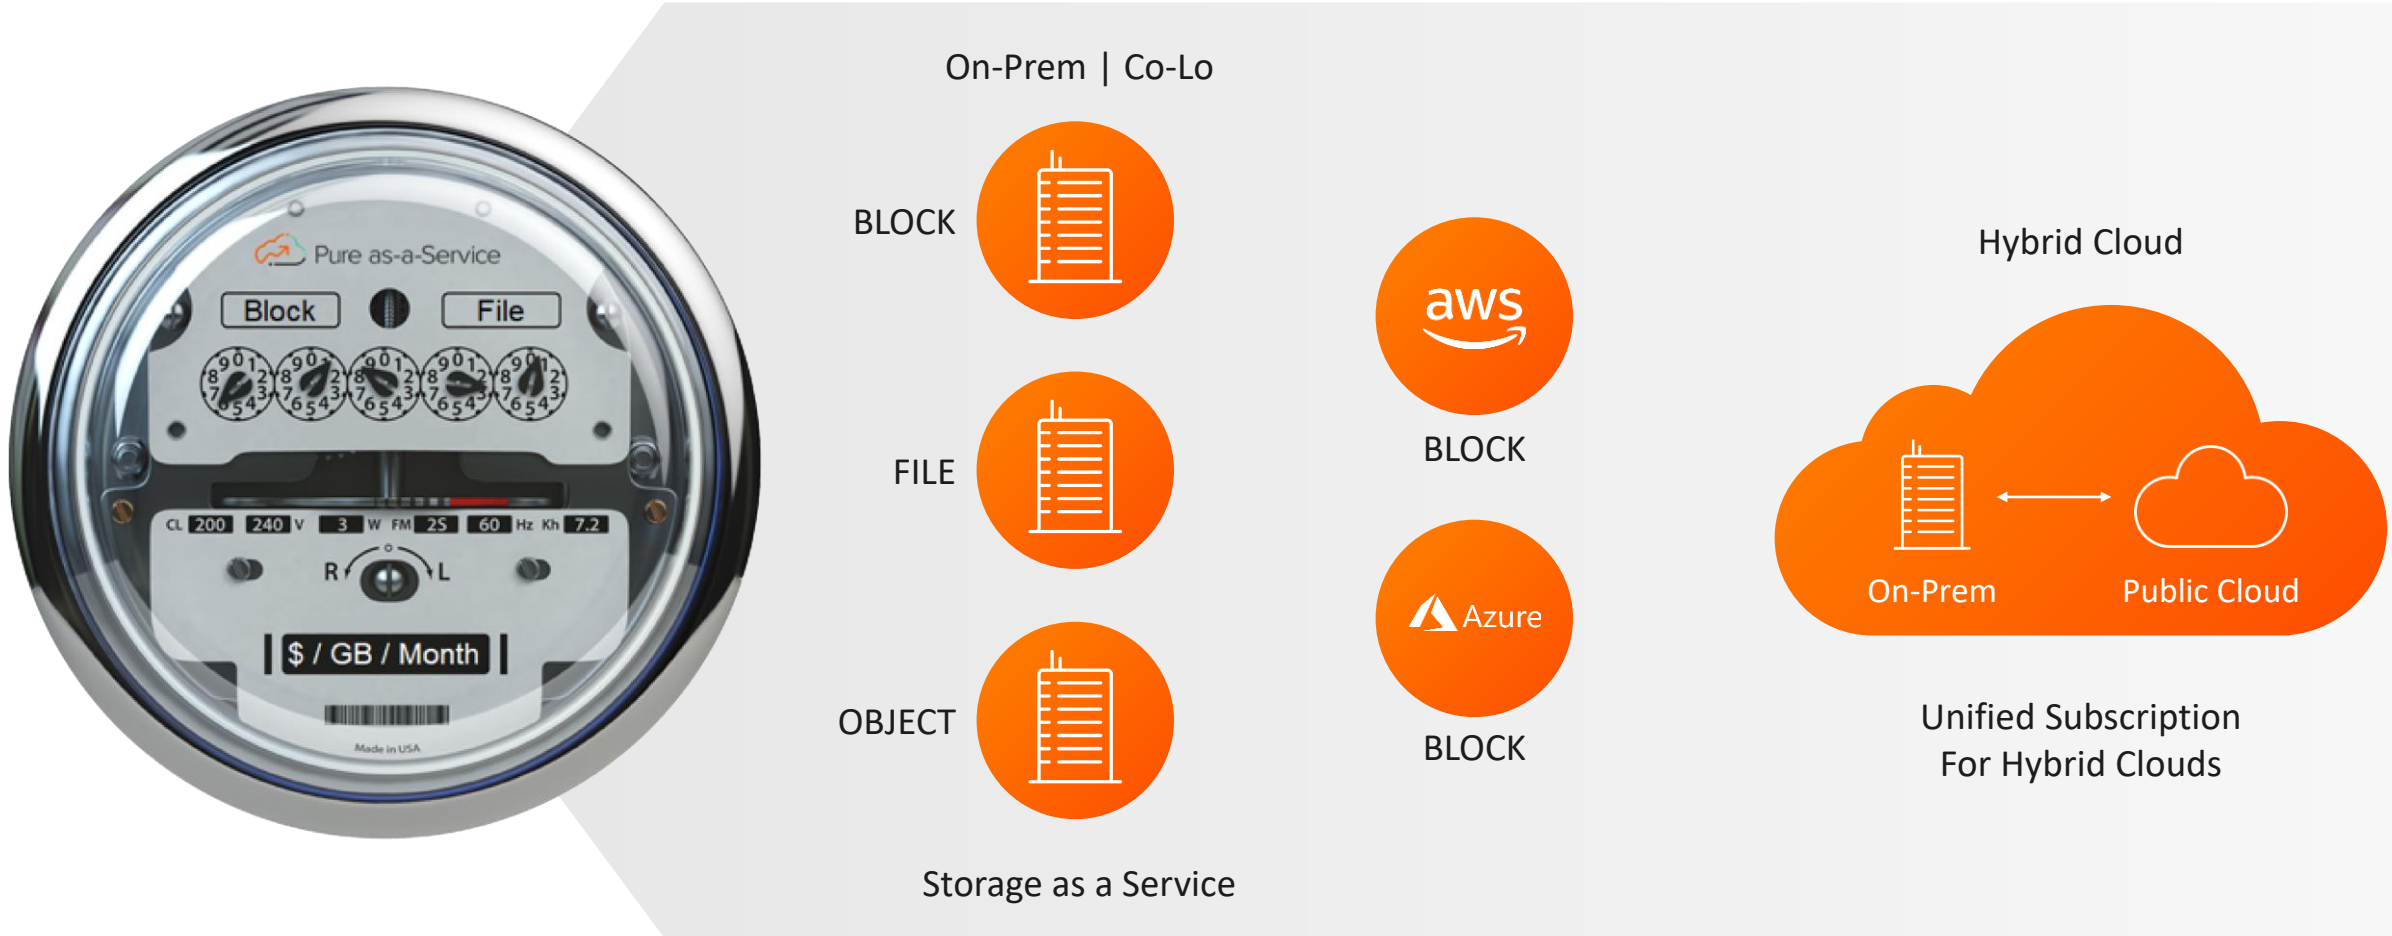 Pure as-a-Service
Block
File
CL 200 240 V 3 W FM 2S 60 Hz Kh 7.2
R L
$ / GB / Month
Made in USA
On-Prem | Co-Lo
BLOCK
FILE
OBJECT
Storage as a Service
aws
BLOCK
Azure
BLOCK
Hybrid Cloud
On-Prem
Public Cloud
Unified Subscription
For Hybrid Clouds